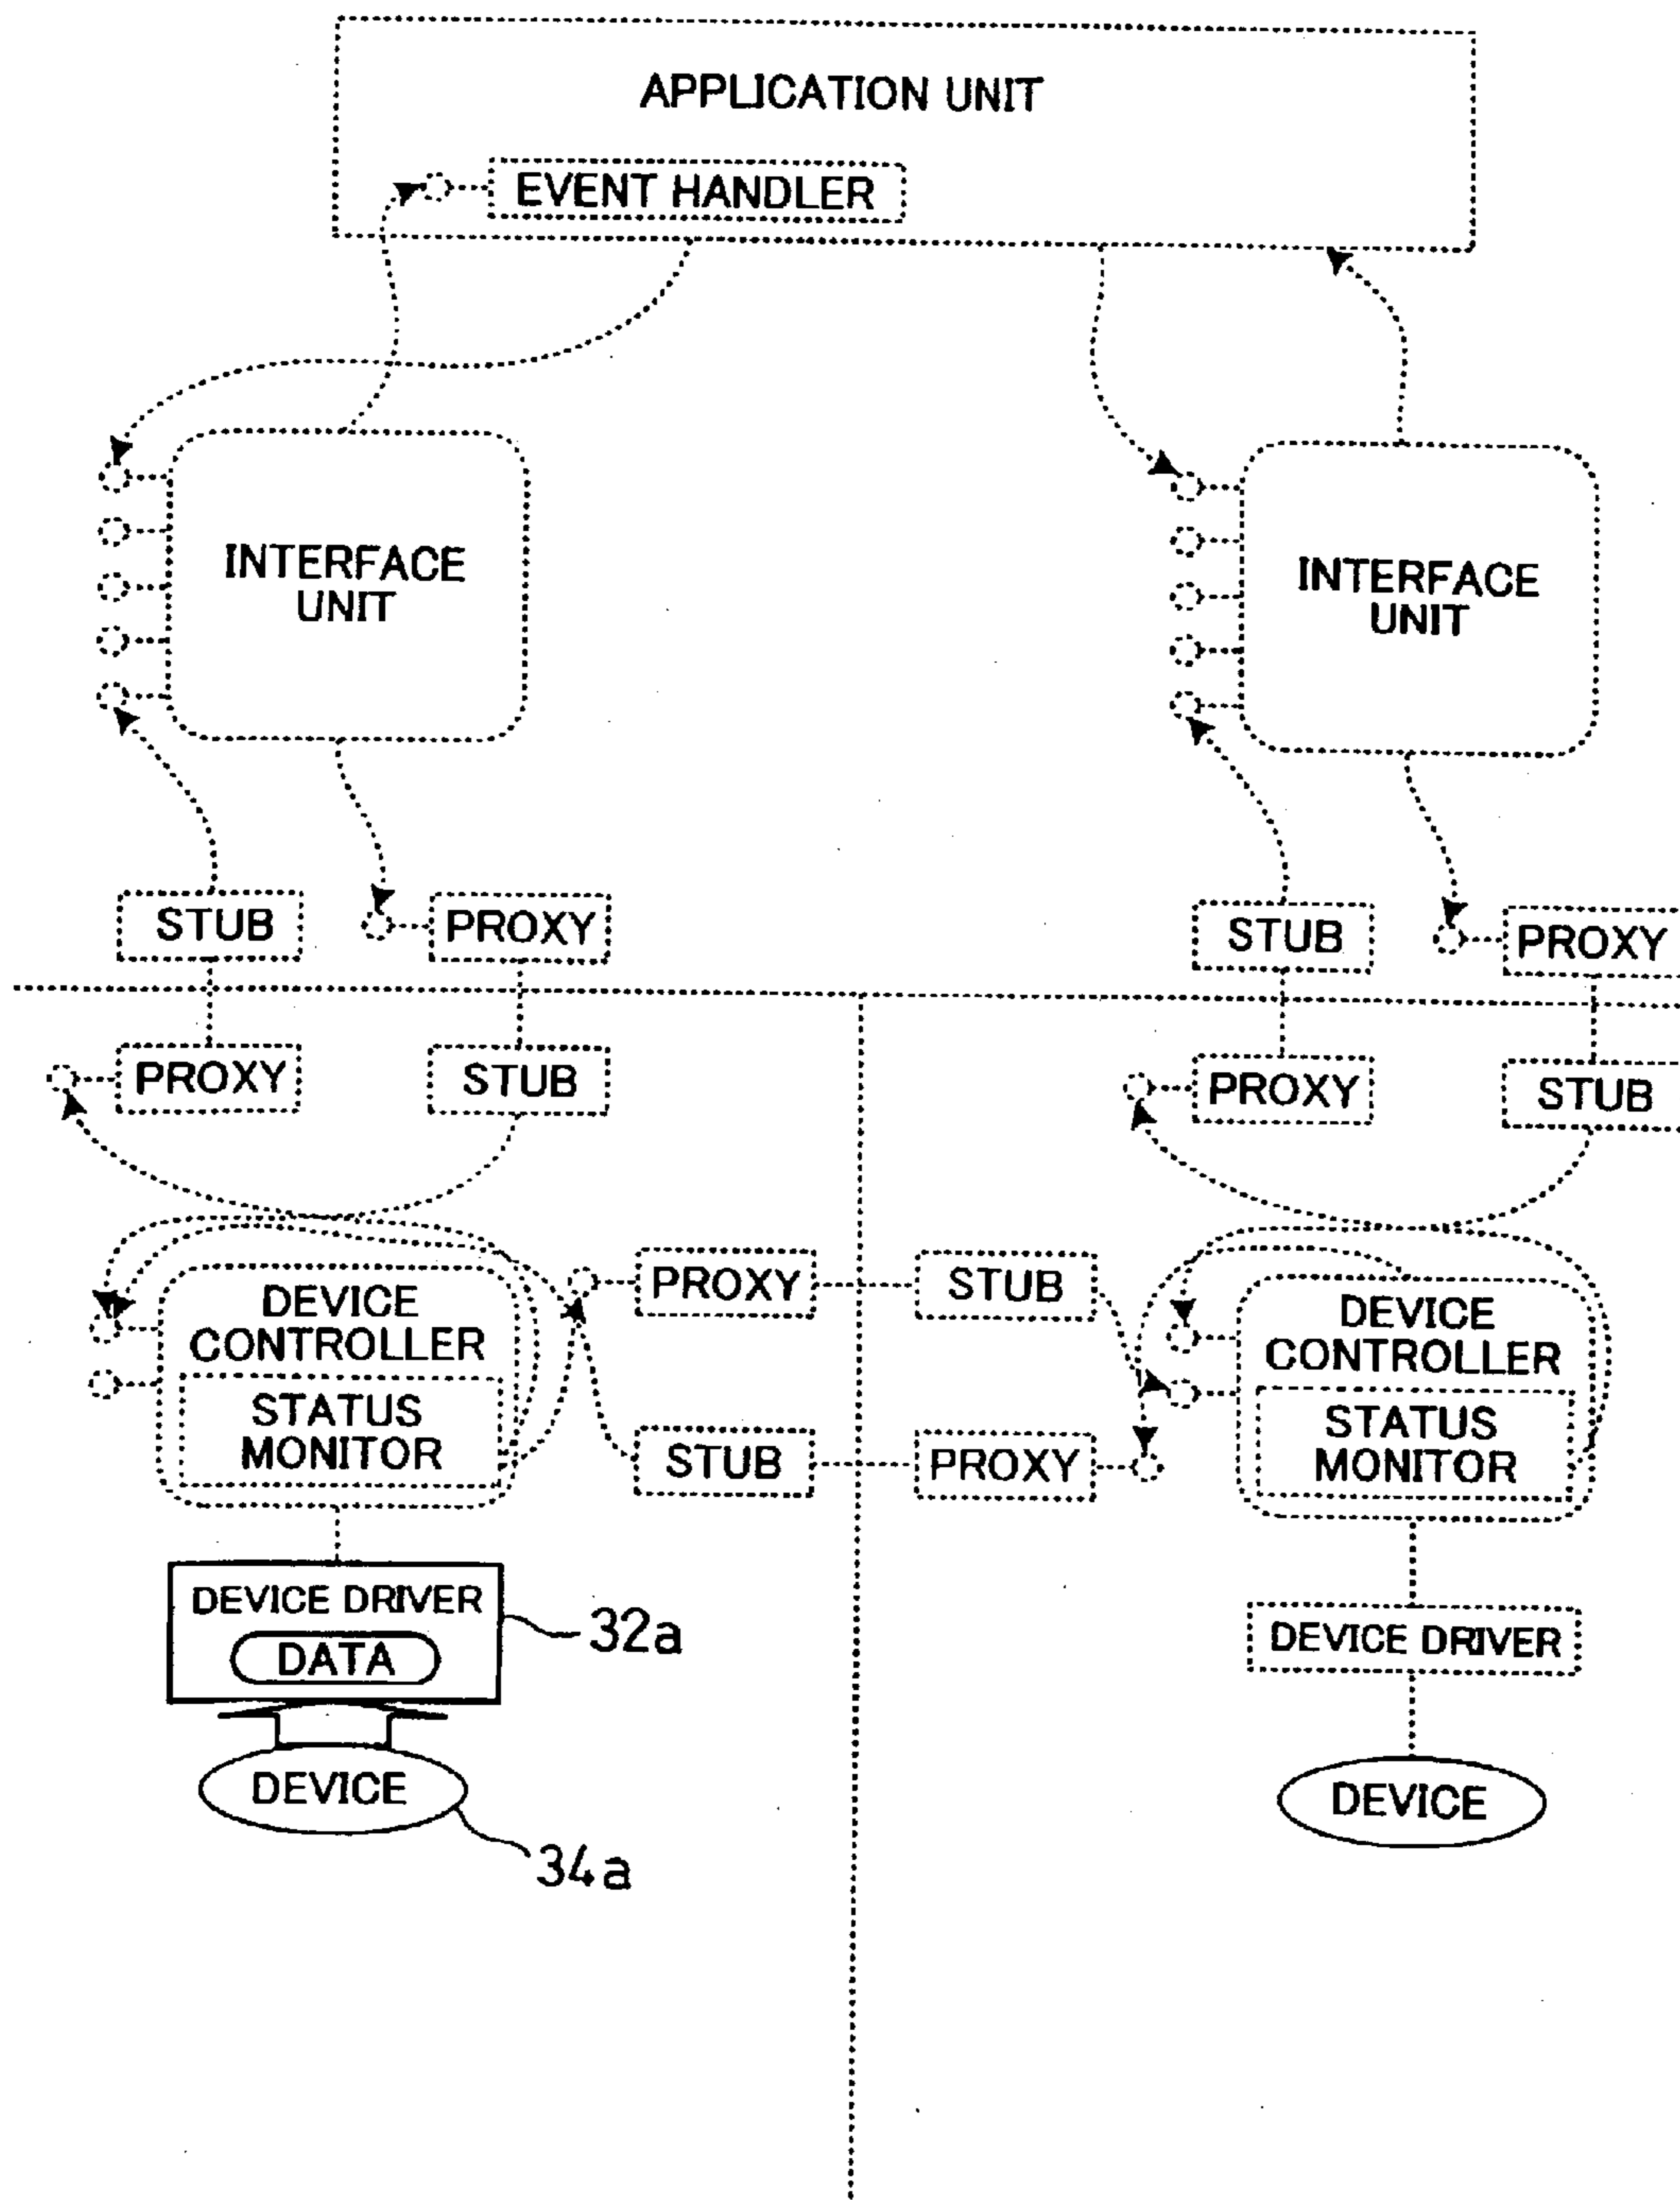 APPLICATION UNIT
EVENT HANDLER
INTERFACE
UNIT
INTERFACE
UNIT
STUB
PROXY
STUB
PROXY
PROXY
STUB
PROXY
STUB
PROXY
STUB
DEVICE
CONTROLLER
STATUS
MONITOR
DEVICE
CONTROLLER
STATUS
MONITOR
STUB
PROXY
DEVICE DRIVER
DATA
32a
DEVICE DRIVER
DEVICE
34a
DEVICE